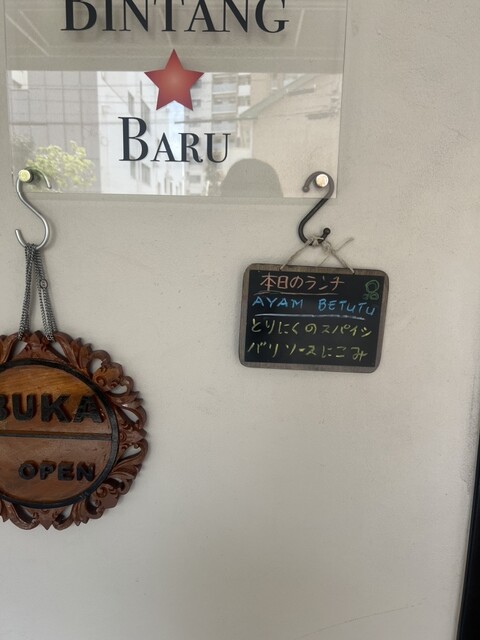 BINTANG
BARU
本日のランチ
AYAM BETUTU
とりにくのスパイシ
バリソースにこみ
BUKA
OPEN